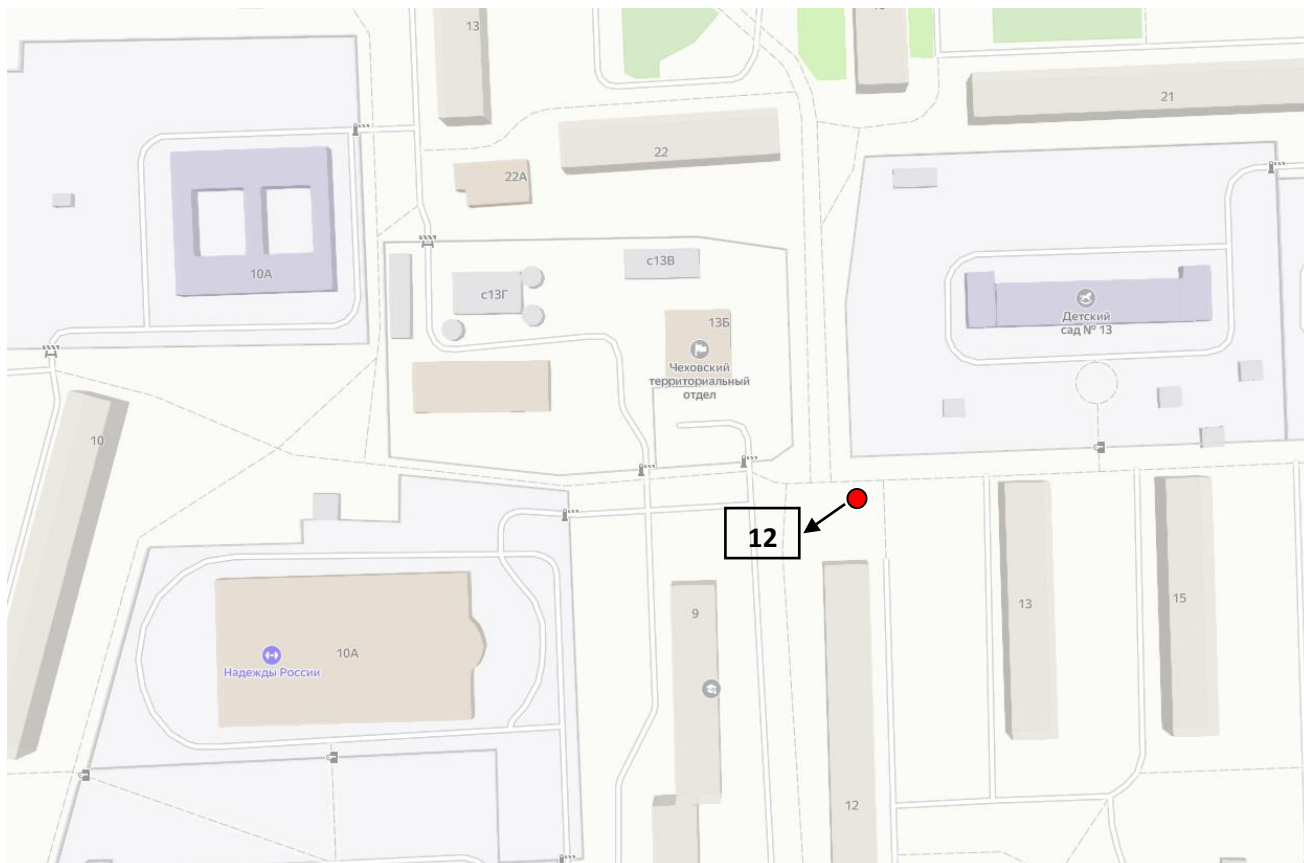 13
21
22
22А
10А
с13В
с13Г
13Б
Детский
сад № 13
Чеховский
территориальный
отдел
10
12
9
13
15
10А
Надежды России
12